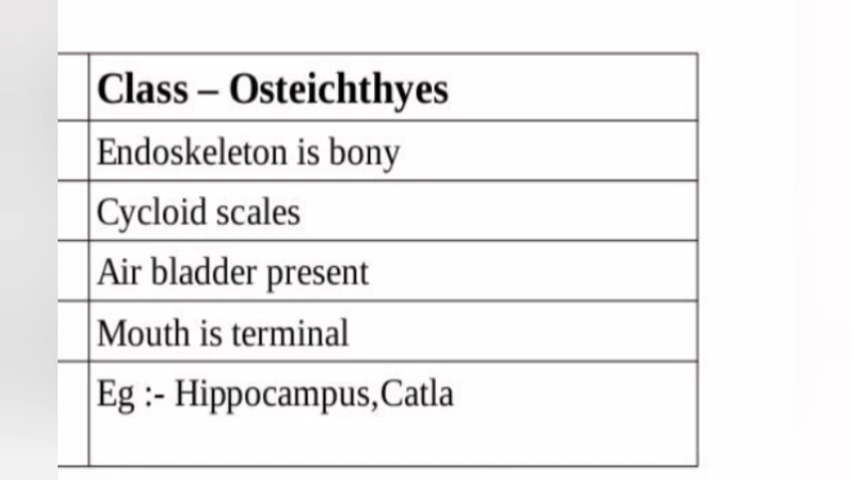 Class – Osteichthyes
Endoskeleton is bony
Cycloid scales
Air bladder present
Mouth is terminal
Eg :- Hippocampus,Catla